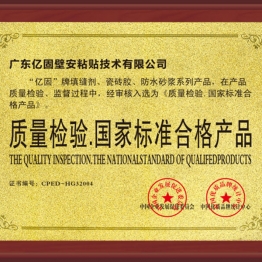 广东亿固壁安粘贴技术有限公司
“亿固”牌填缝剂、瓷砖胶、防水砂浆系列产品，在产品
质量检验、监督过程中，经审核入选为《质量检验.国家标准合
格产品》。
质量检验.国家标准合格产品
THE QUALITY INSPECTION.THE NATIONALSTANDARD OF QUALIFEDPRODUCTS
证书编号：CPED-HG32004